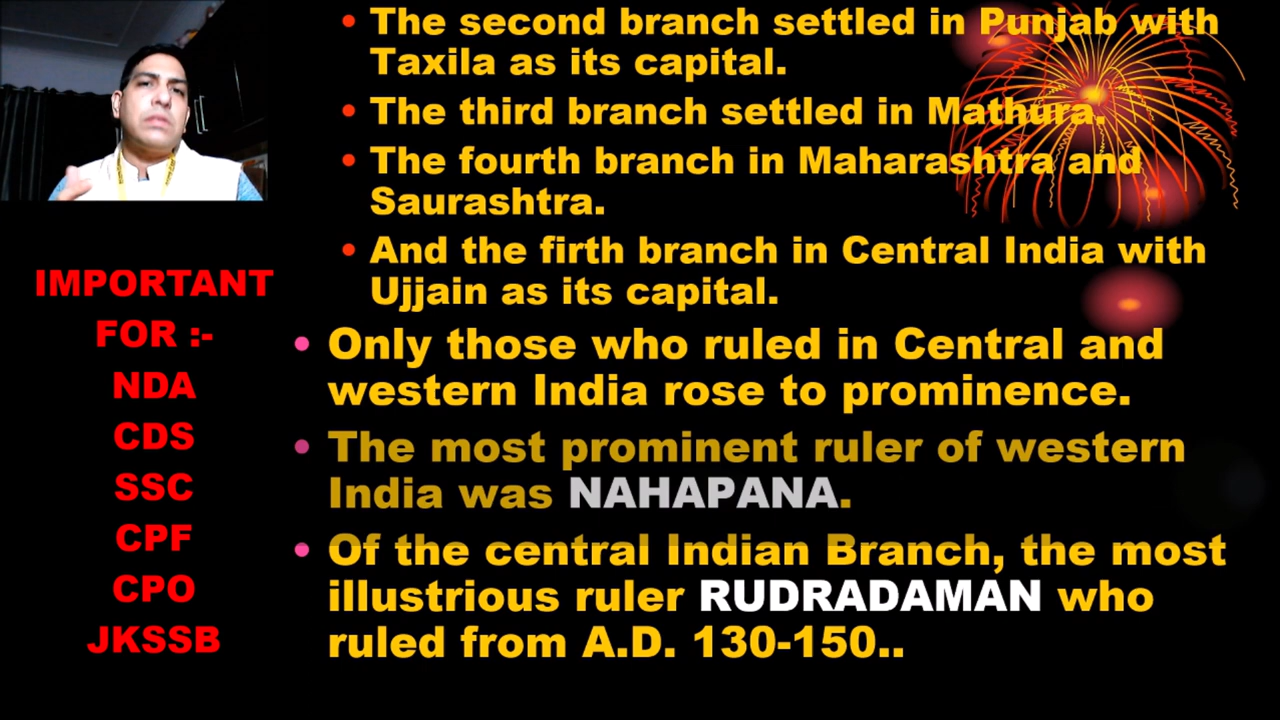 The second branch settled in Punjab with
Taxila as its capital.
The third branch settled in Mathura.
The fourth branch in Maharashtra and
Saurashtra.
And the firth branch in Central India with
Ujjain as its capital.
Only those who ruled in Central and
western India rose to prominence.
The most prominent ruler of western
India was NAHAPANA.
Of the central Indian Branch, the most
illustrious ruler RUDRADAMAN who
ruled from A.D. 130-150..
IMPORTANT
FOR :-
NDA
CDS
SSC
CPF
CPO
JKSSB